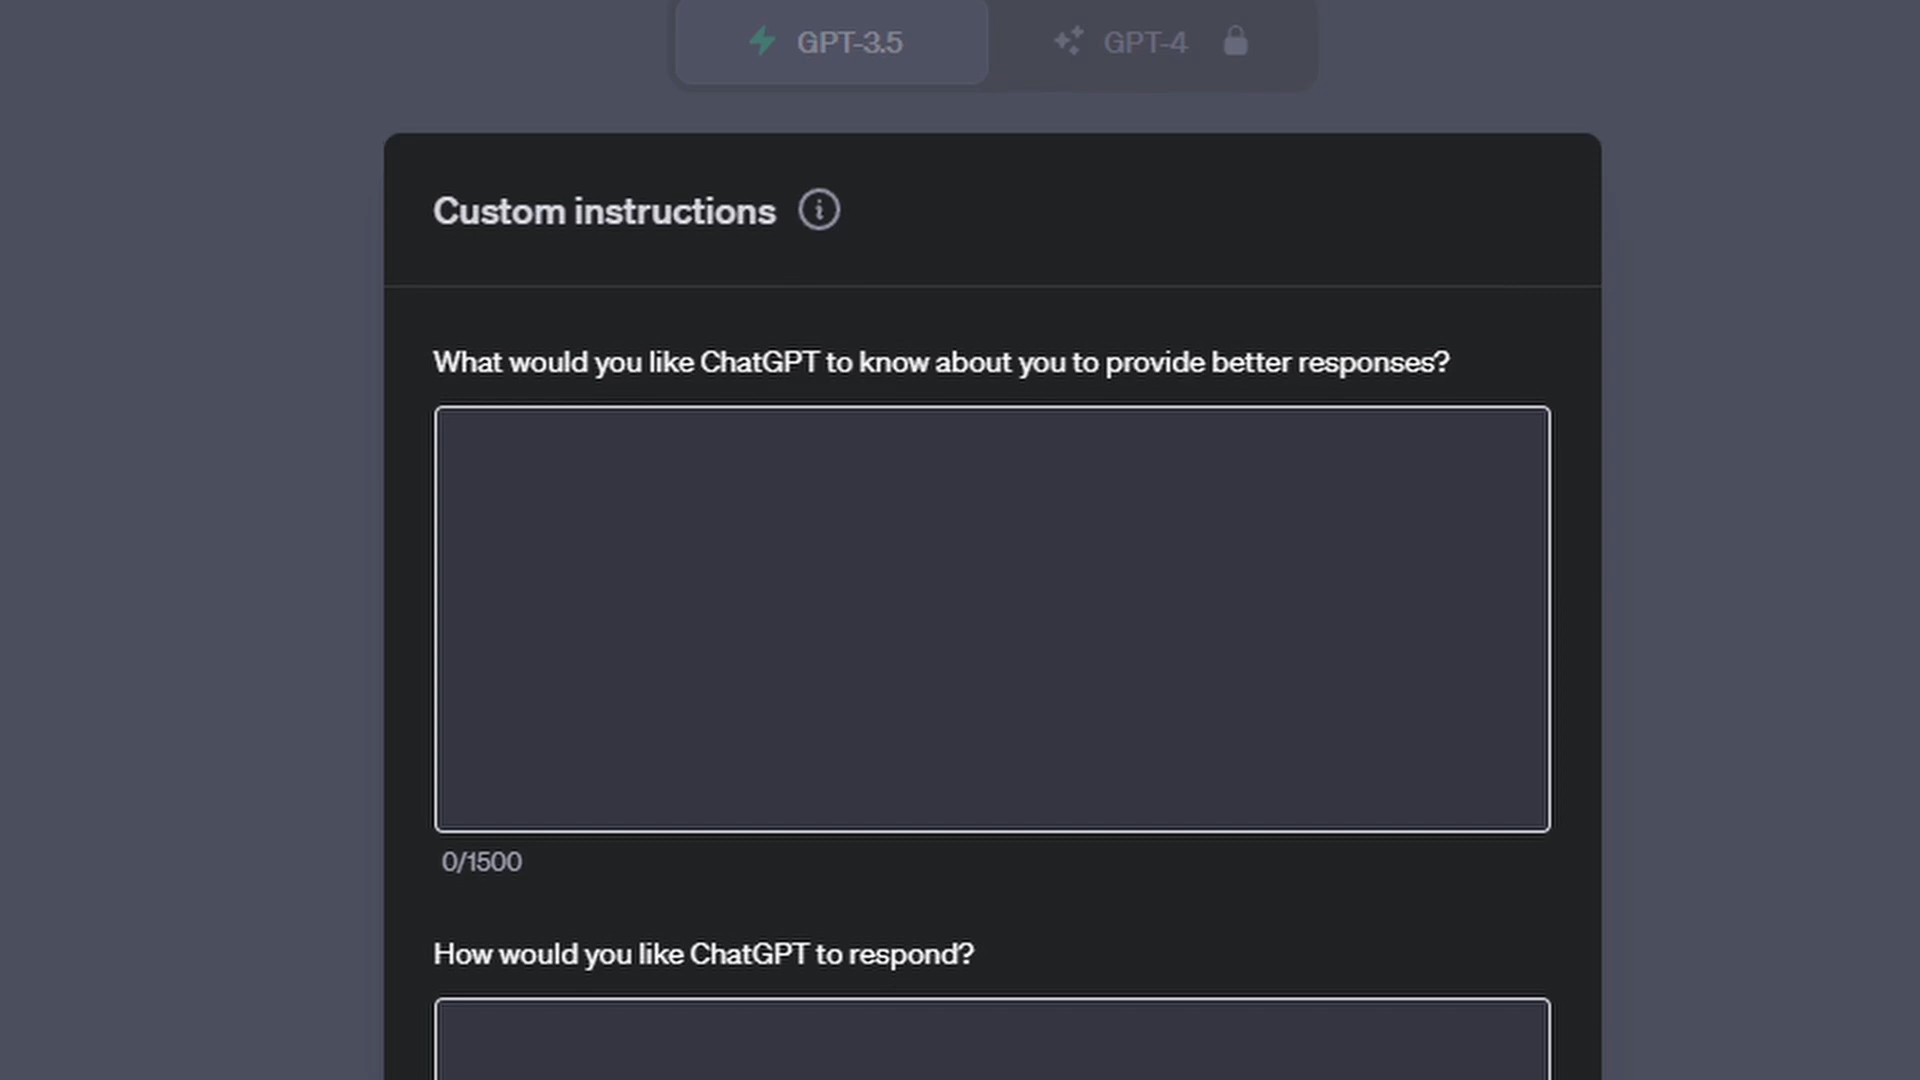 GPT-3.5 GPT-4
Custom instructions
What would you like ChatGPT to know about you to provide better responses?
0/1500
How would you like ChatGPT to respond?